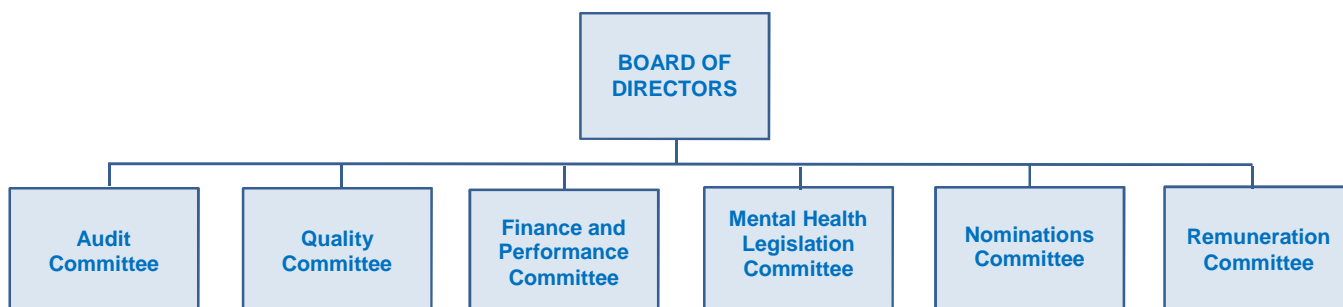 BOARD OF
DIRECTORS
Audit
Committee
Quality
Committee
Finance and
Performance
Committee
Mental Health
Legislation
Committee
Nominations
Committee
Remuneration
Committee